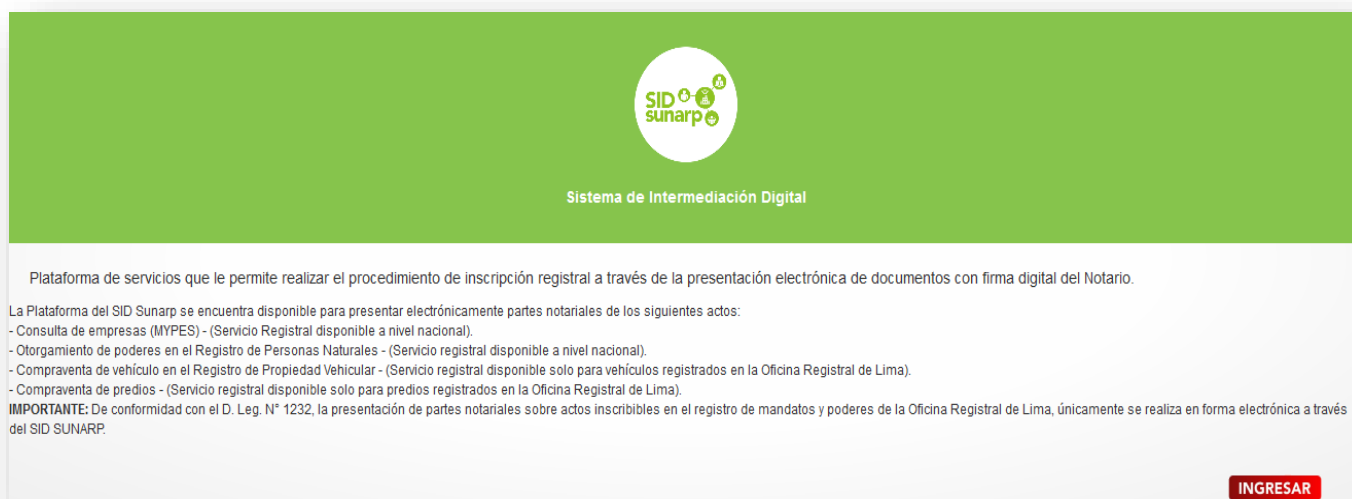 SID
sunarp
Sistema de Intermediación Digital
Plataforma de servicios que le permite realizar el procedimiento de inscripción registral a través de la presentación electrónica de documentos con firma digital del Notario.
La Plataforma del SID Sunarp se encuentra disponible para presentar electrónicamente partes notariales de los siguientes actos:
- Consulta de empresas (MYPES) - (Servicio Registral disponible a nivel nacional).
- Otorgamiento de poderes en el Registro de Personas Naturales - (Servicio registral disponible a nivel nacional).
- Compraventa de vehículo en el Registro de Propiedad Vehicular - (Servicio registral disponible solo para vehículos registrados en la Oficina Registral de Lima).
- Compraventa de predios - (Servicio registral disponible solo para predios registrados en la Oficina Registral de Lima).
IMPORTANTE: De conformidad con el D. Leg. N° 1232, la presentación de partes notariales sobre actos inscribibles en el registro de mandatos y poderes de la Oficina Registral de Lima, únicamente se realiza en forma electrónica a través
del SID SUNARP.
INGRESAR